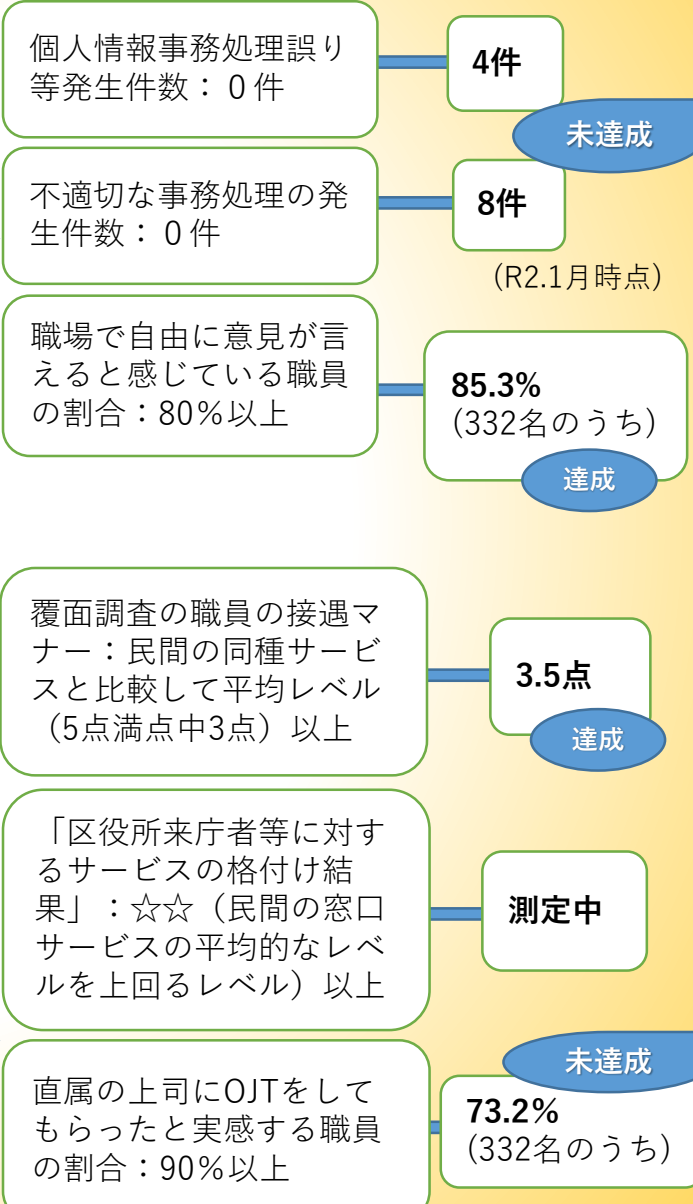 個人情報事務処理誤り
等発生件数：０件
4件
未達成
不適切な事務処理の発
生件数：０件
8件
（R2.1月時点）
職場で自由に意見が言
えると感じている職員
の割合：80％以上
85.3%
（332名のうち）
達成
覆面調査の職員の接遇マ
ナー：民間の同種サービ
スと比較して平均レベル
（5点満点中3点）以上
3.5点
達成
「区役所来庁者等に対す
るサービスの格付け結
果」：☆☆（民間の窓口
サービスの平均的なレベ
ルを上回るレベル）以上
測定中
未達成
直属の上司にOJTをして
もらったと実感する職員
の割合：90％以上
73.2%
（332名のうち）